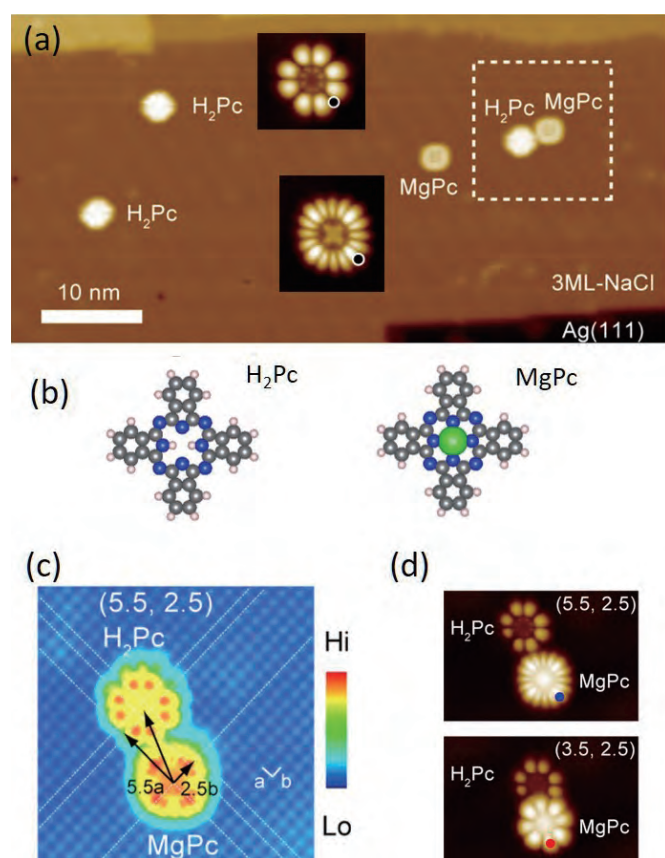 (a)
H₂Pc
H₂Pc
MgPc
H₂Pc
MgPc
10 nm
3ML-NaCl
Ag(111)
(b)
H₂Pc
MgPc
(c)
(5.5, 2.5)
H₂Pc
5.5a
2.5b
a
b
MgPc
Hi
Lo
(d)
(5.5, 2.5)
H₂Pc
MgPc
(3.5, 2.5)
H₂Pc
MgPc